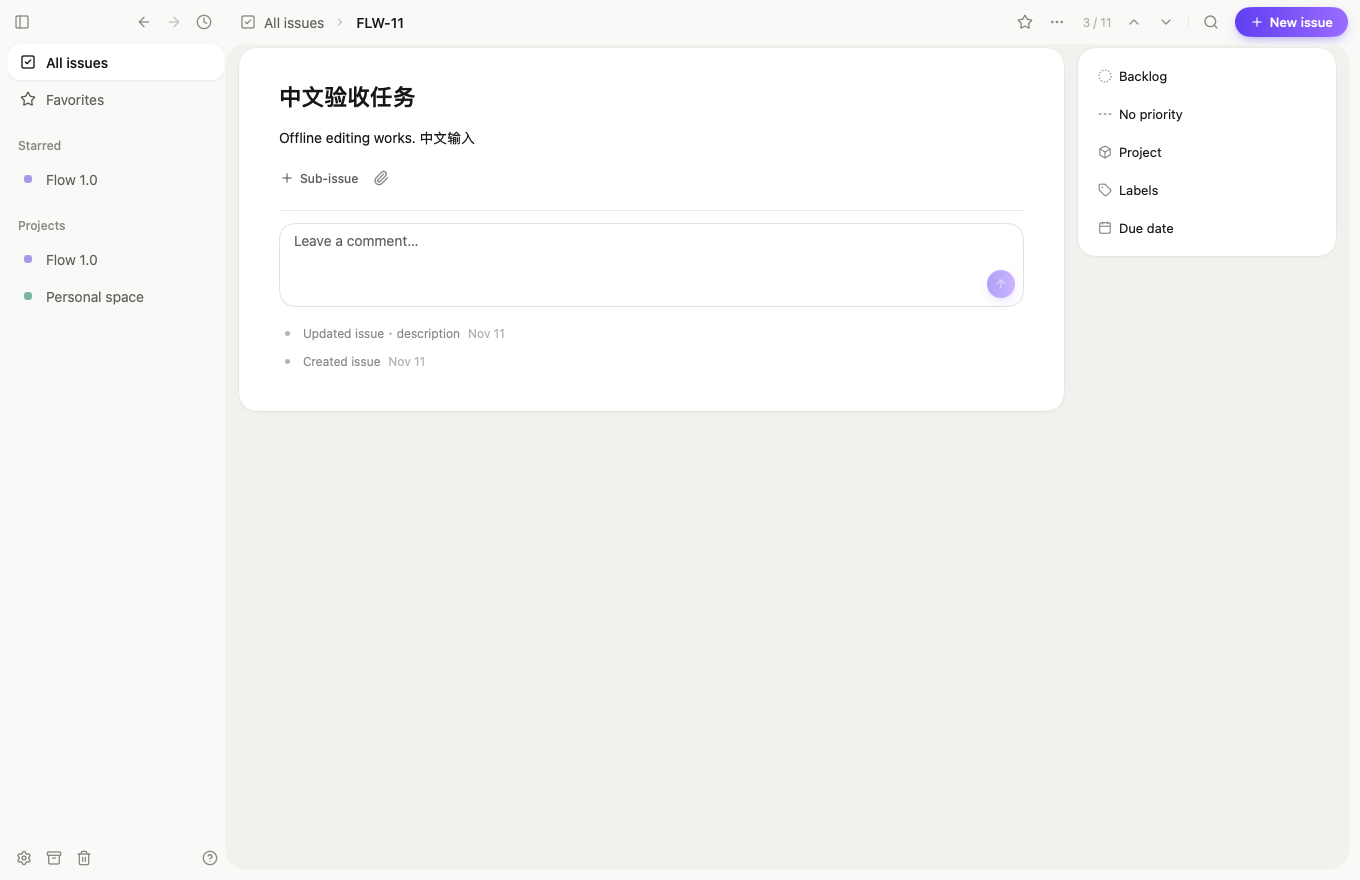 All issues › FLW-11
3 / 11
New issue
All issues
Favorites
Starred
Flow 1.0
Projects
Flow 1.0
Personal space
中文验收任务
Offline editing works. 中文输入
Sub-issue
Leave a comment...
Updated issue · description Nov 11
Created issue Nov 11
Backlog
No priority
Project
Labels
Due date